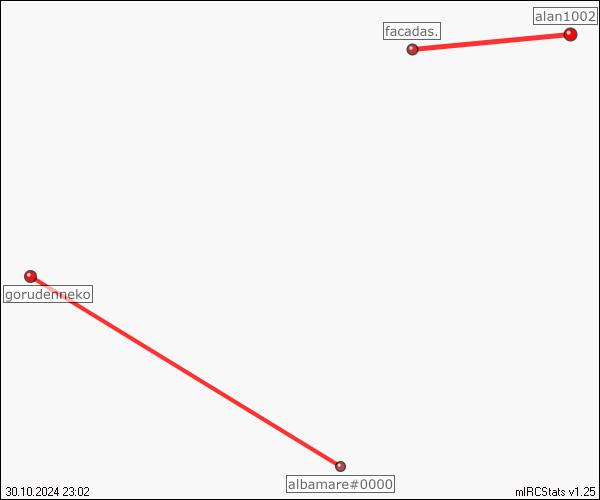 alan1002
facadas.
gorudenneko
albamare#0000
30.10.2024 23:02
mIRCStats v1.25